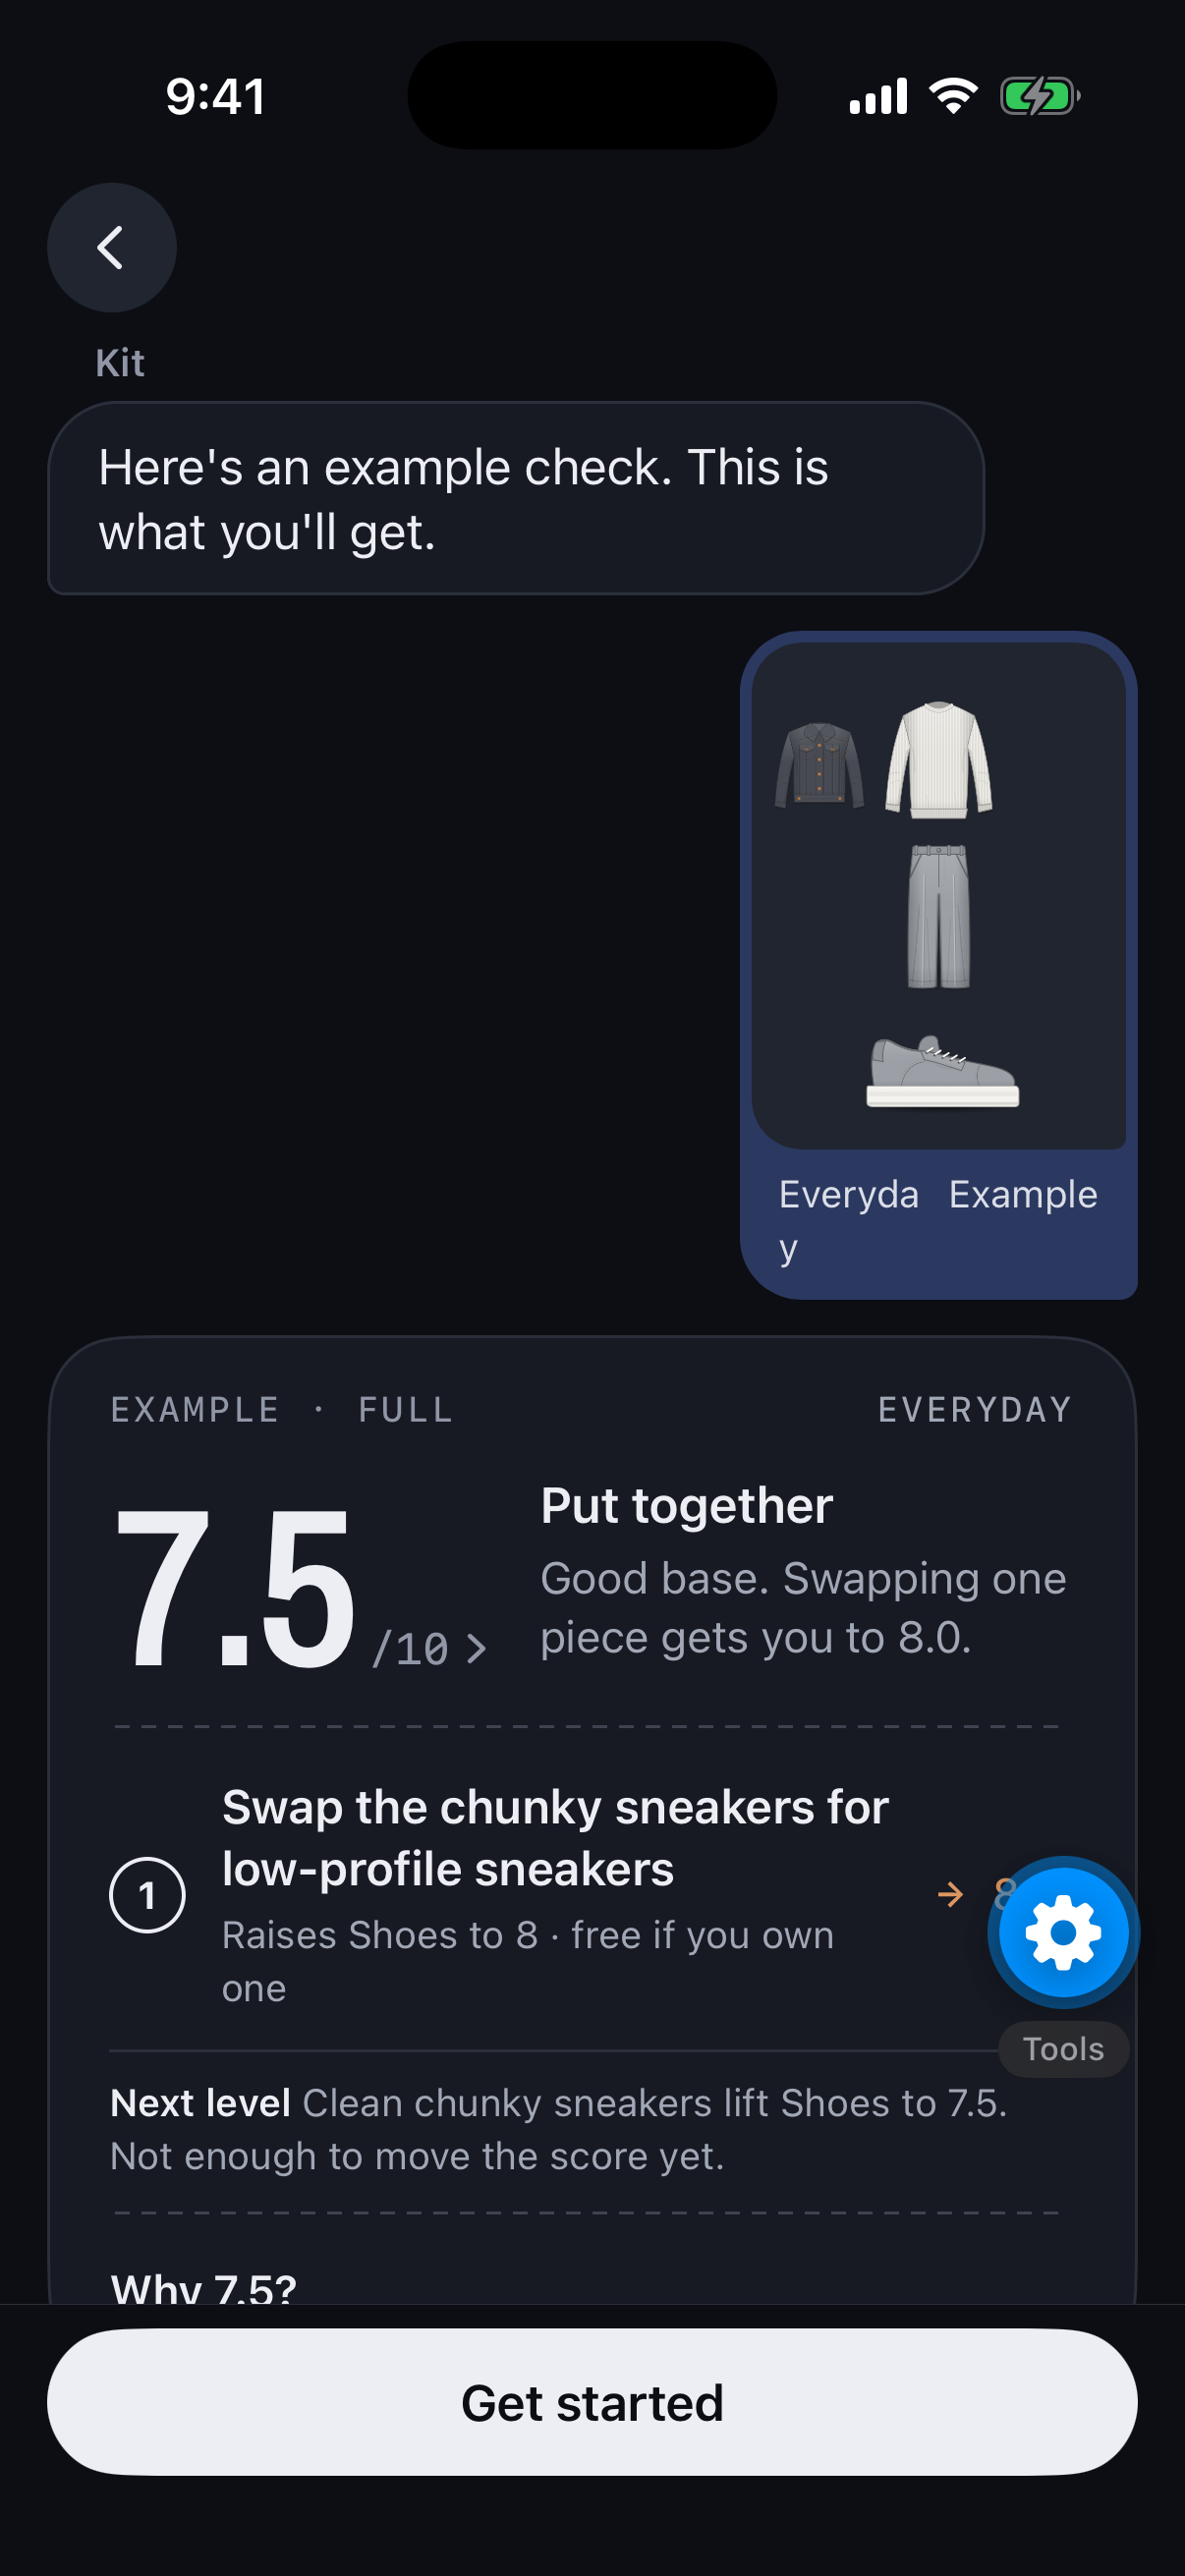 9:41
Kit
Here's an example check. This is
what you'll get.
Everyda Example
y
EXAMPLE · FULL EVERYDAY
7.5 /10
Put together
Good base. Swapping one
piece gets you to 8.0.
1
Swap the chunky sneakers for
low-profile sneakers
→ 8
Raises Shoes to 8 · free if you own
one
Tools
Next level Clean chunky sneakers lift Shoes to 7.5.
Not enough to move the score yet.
Why 7.5?
Get started